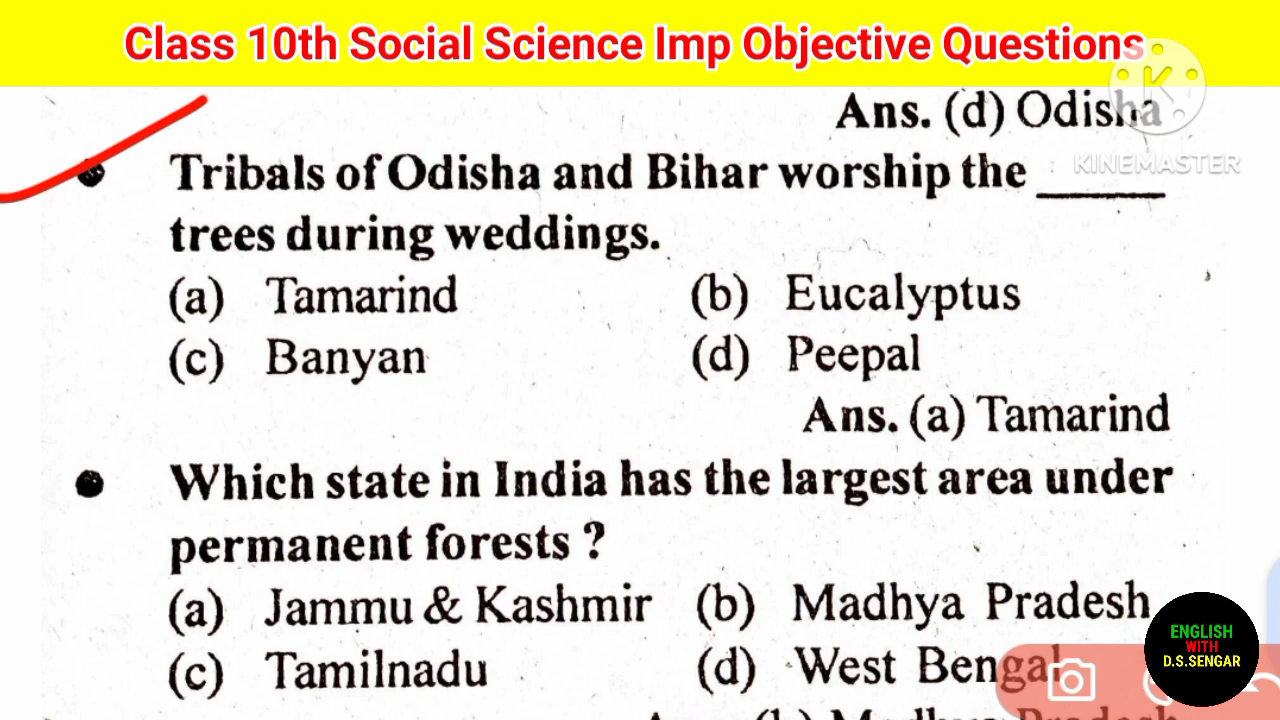 Class 10th Social Science Imp Objective Questions
Ans. (d) Odisha
KINEMASTER
Tribals of Odisha and Bihar worship the ______
trees during weddings.
(a) Tamarind (b) Eucalyptus
(c) Banyan (d) Peepal
Ans. (a) Tamarind
Which state in India has the largest area under
permanent forests ?
(a) Jammu & Kashmir (b) Madhya Pradesh
(c) Tamilnadu (d) West Bengal
ENGLISH
WITH
D.S.SENGAR
(b) Madhya Pradesh